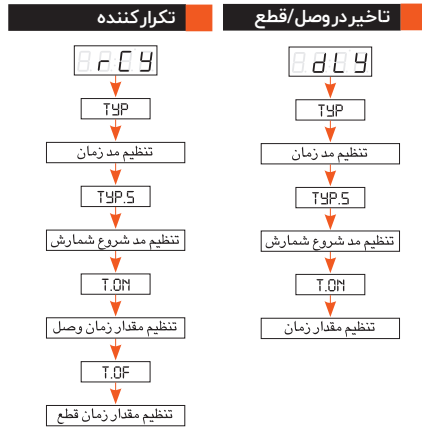 تاخیر در وصل/قطع
dLY
TYP
تنظیم مد زمان
TYP.S
تنظیم مد شروع شمارش
T.ON
تنظیم مقدار زمان
تکرار کننده
rCY
TYP
تنظیم مد زمان
TYP.S
تنظیم مد شروع شمارش
T.ON
تنظیم مقدار زمان وصل
T.OF
تنظیم مقدار زمان قطع